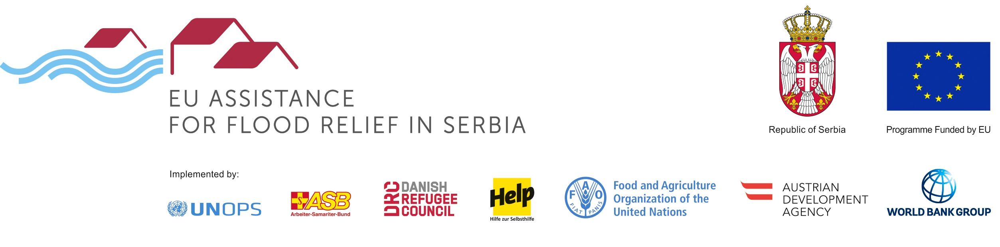 EU ASSISTANCE
FOR FLOOD RELIEF IN SERBIA
Republic of Serbia
Programme Funded by EU
Implemented by:
UNOPS
ASB
Arbeiter-Samariter-Bund
DRC
DANISH
REFUGEE
COUNCIL
Help
Hilfe zur Selbsthilfe
F A O
FIAT PANIS
Food and Agriculture
Organization of the
United Nations
AUSTRIAN
DEVELOPMENT
AGENCY
WORLD BANK GROUP